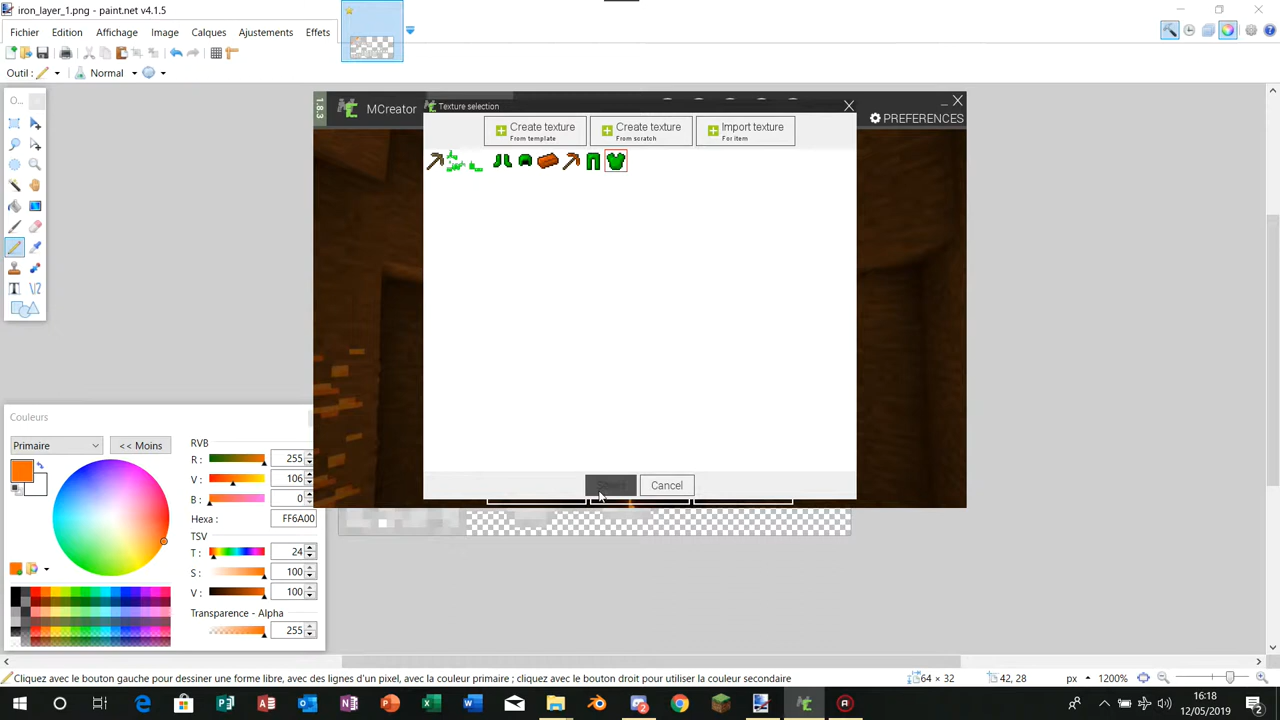 iron_layer_1.png - paint.net v4.1.5
Fichier Edition Affichage Image Calques Ajustements Effets
Outil : Normal
1.8.3 MCreator PREFERENCES
Texture selection
Create texture
From template
Create texture
From scratch
Import texture
For item
Cancel
Couleurs
Primaire << Moins
RVB
R : 255
V : 106
B : 0
Hexa : FF6A00
TSV
T : 24
S : 100
V : 100
Transparence - Alpha
255
Cliquez avec le bouton gauche pour dessiner une forme libre, avec des lignes d'un pixel, avec la couleur primaire ; cliquez le bouton droit pour utiliser la couleur secondaire
64 × 32 42, 28 px 1200%
16:18
12/05/2019
2